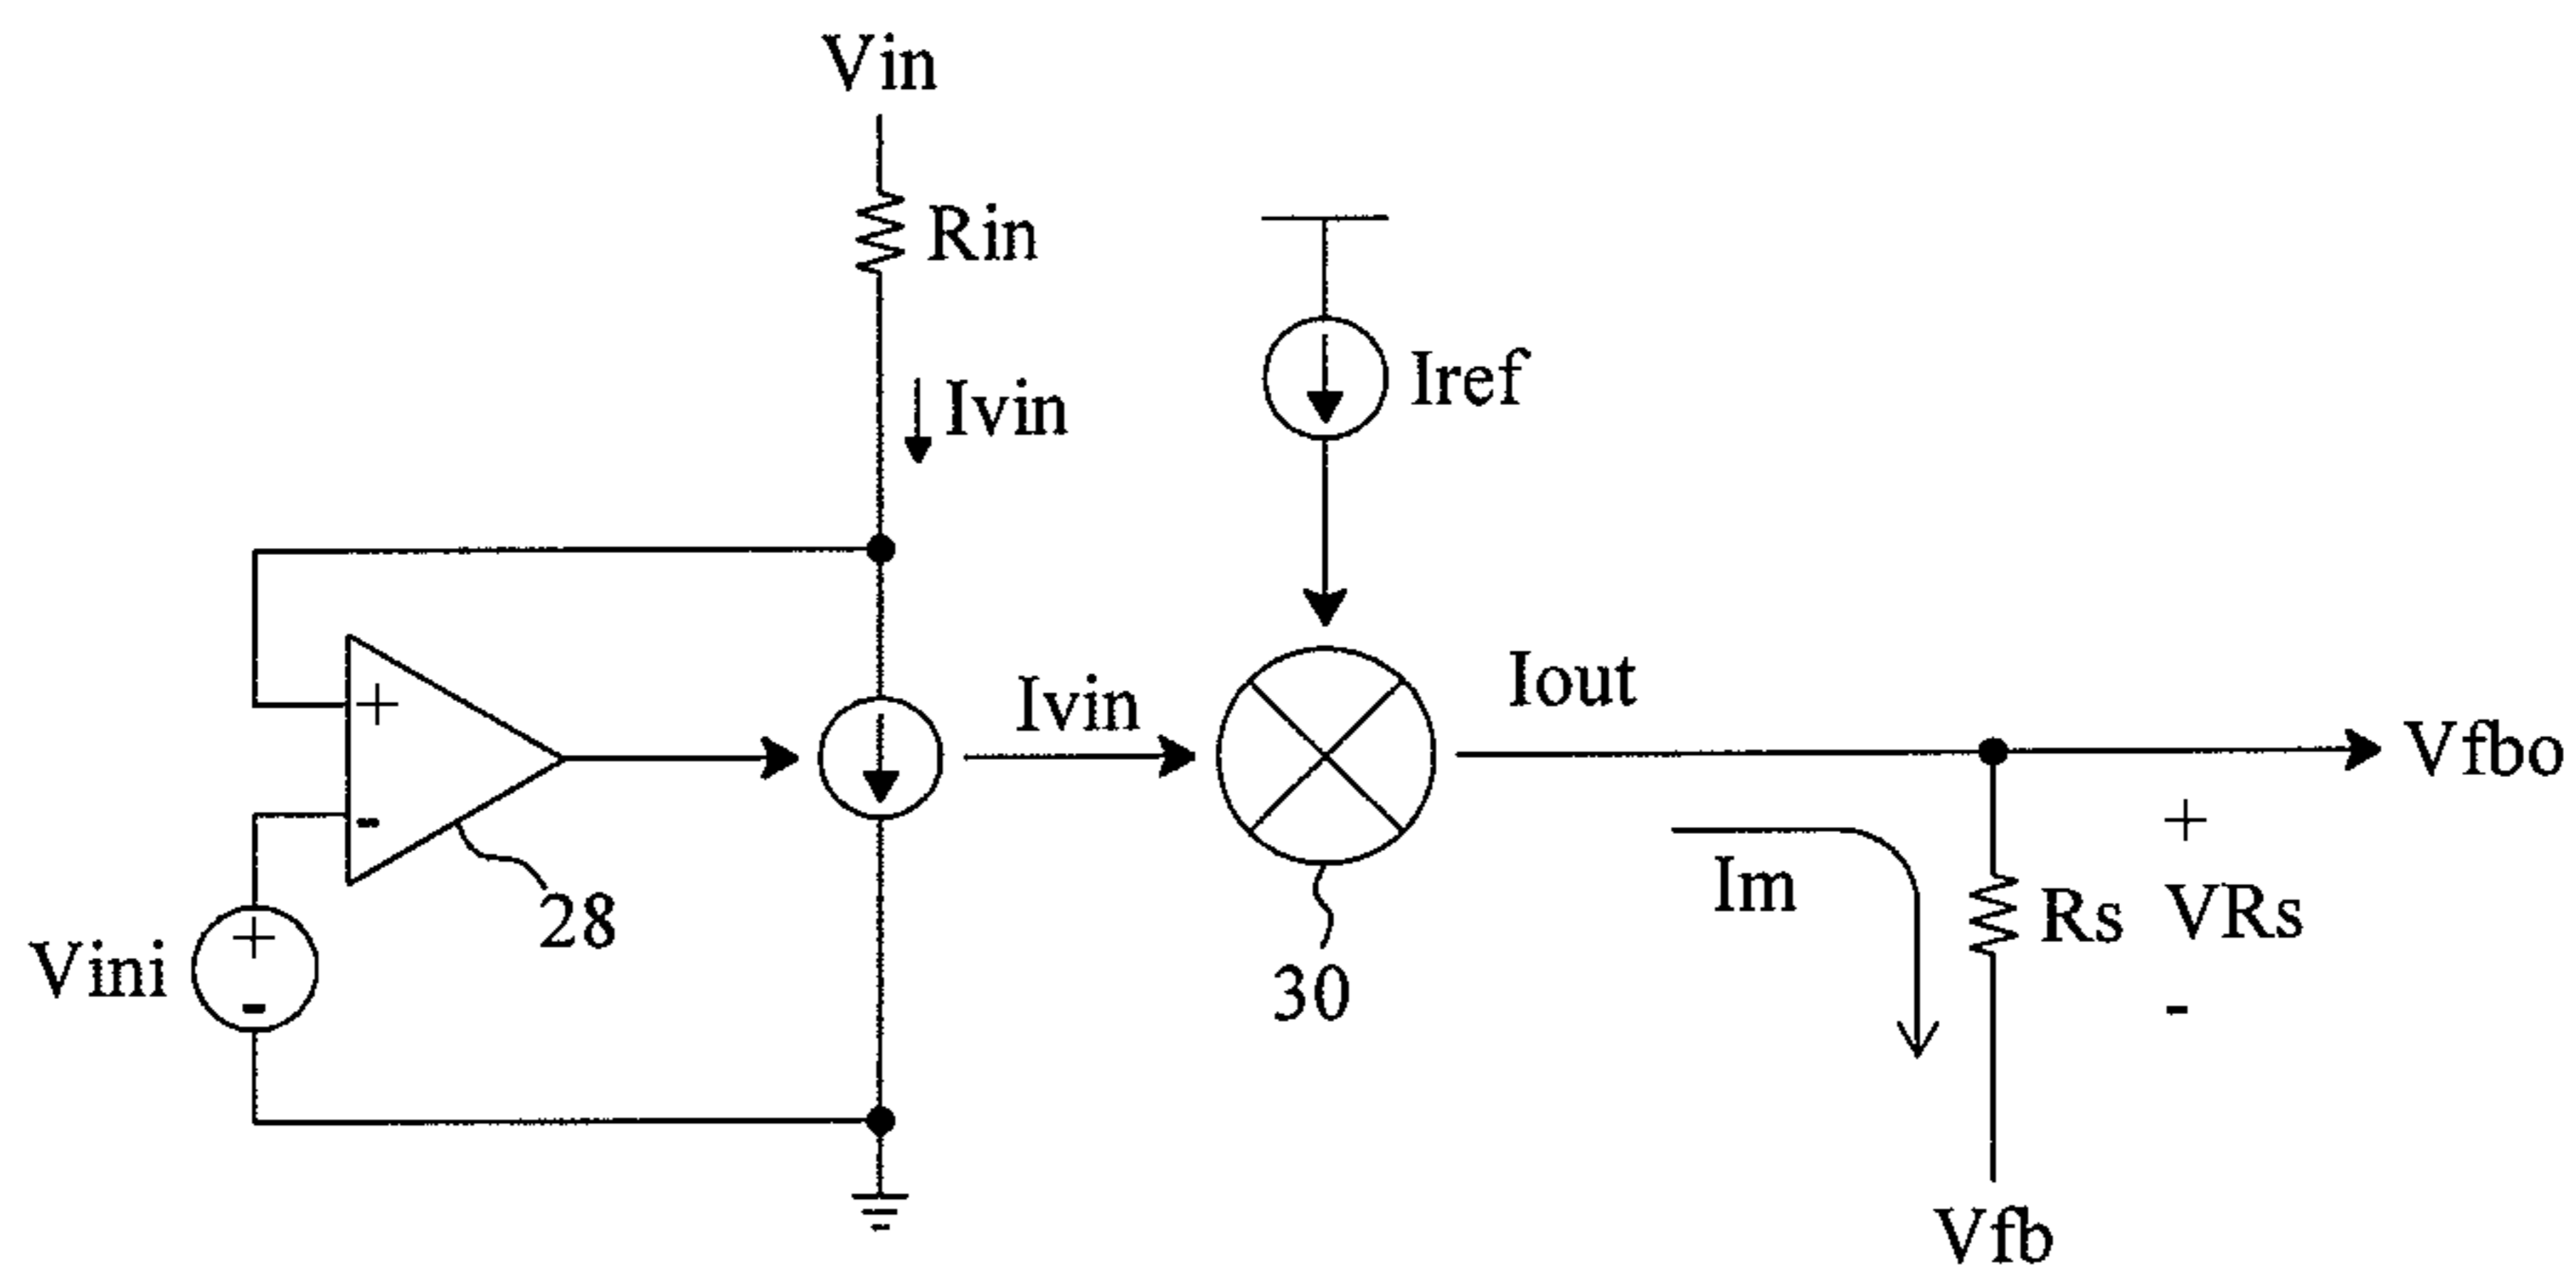 Vin
Rin
Iref
Ivin
Iout
Ivin
Vfbo
+
+
-
28
Im
Rs
VRs
Vini
+
-
30
-
Vfb